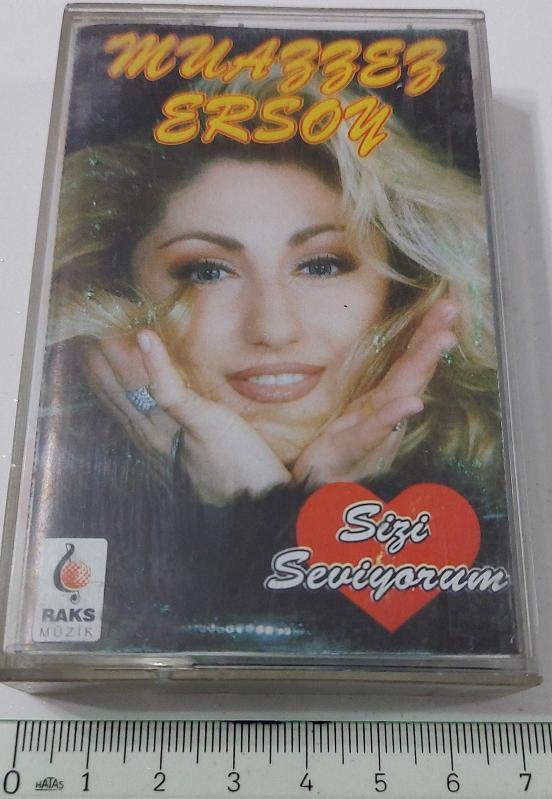 MUAZZEZ
ERSOY
Sizi
Seviyorum
RAKS
MÜZİK
0 HATAS 1 2 3 4 5 6 7